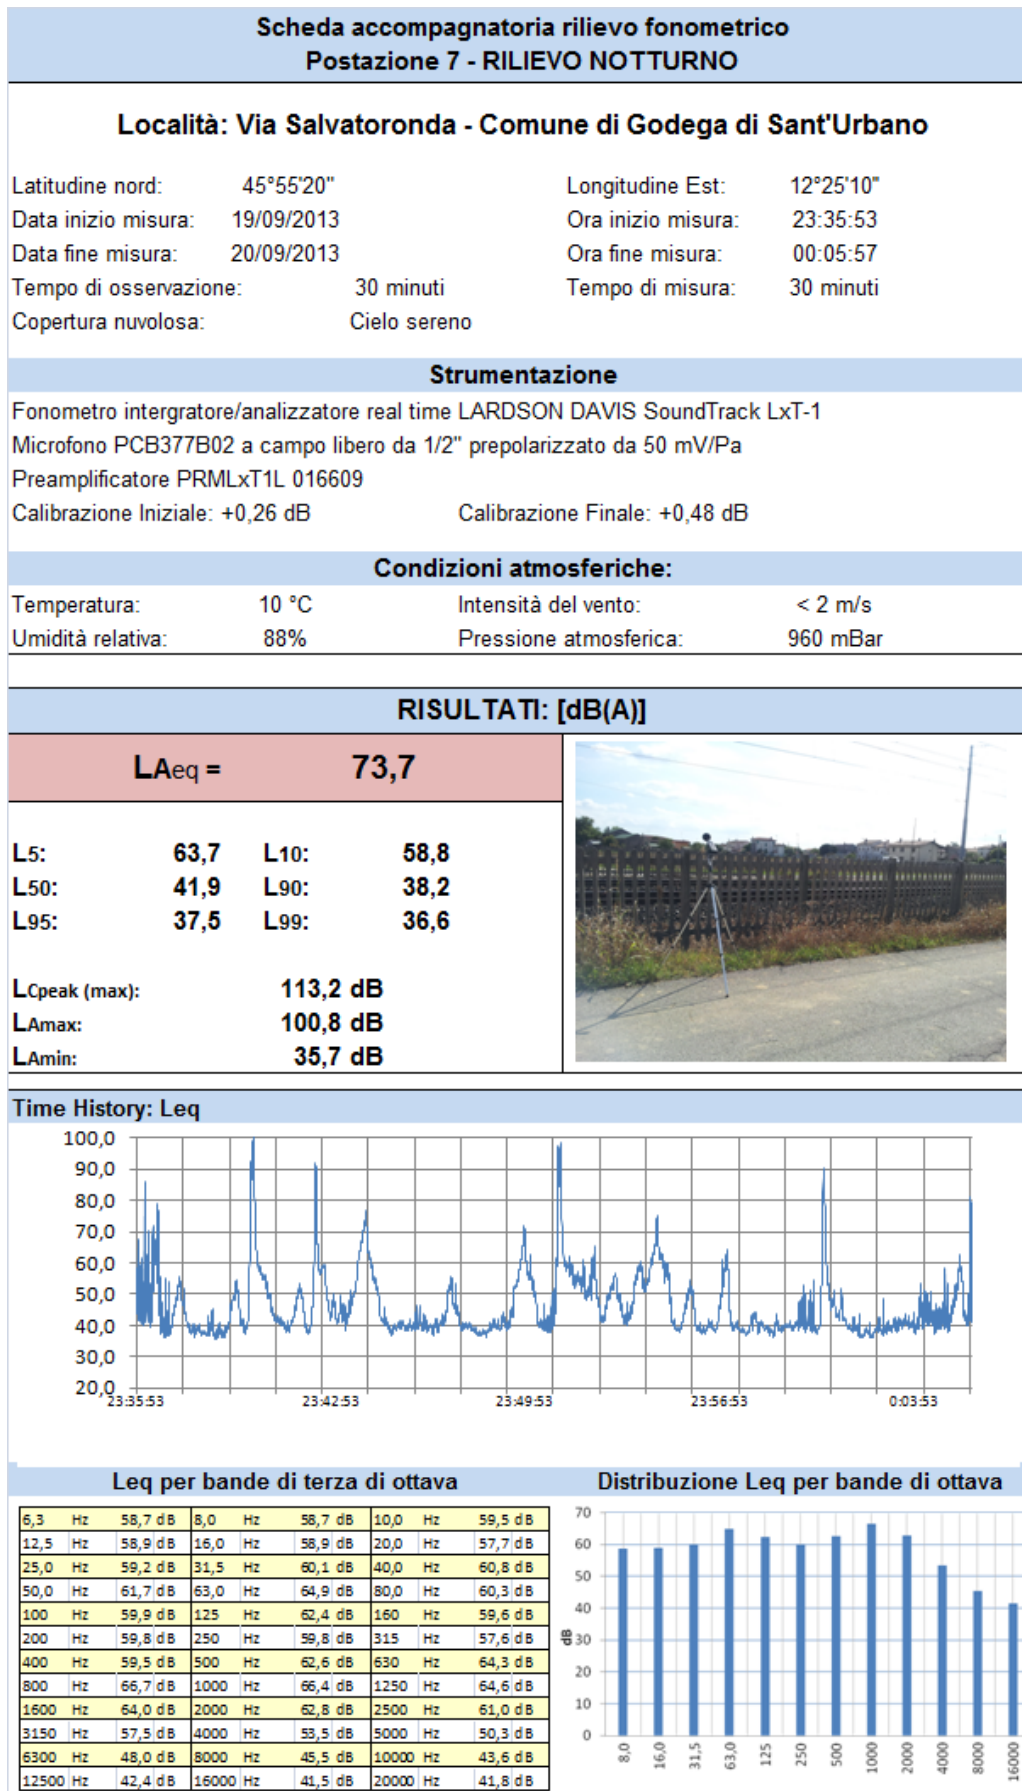 Scheda accompagnatoria rilievo fonometrico
Postazione 7 - RILIEVO NOTTURNO
Località: Via Salvatoronda - Comune di Godega di Sant'Urbano
Latitudine nord: 45°55'20" Longitudine Est: 12°25'10"
Data inizio misura: 19/09/2013 Ora inizio misura: 23:35:53
Data fine misura: 20/09/2013 Ora fine misura: 00:05:57
Tempo di osservazione: 30 minuti Tempo di misura: 30 minuti
Copertura nuvolosa: Cielo sereno
Strumentazione
Fonometro intergratore/analizzatore real time LARDSON DAVIS SoundTrack LxT-1
Microfono PCB377B02 a campo libero da 1/2" prepolarizzato da 50 mV/Pa
Preamplificatore PRMLxT1L 016609
Calibrazione Iniziale: +0,26 dB Calibrazione Finale: +0,48 dB
Condizioni atmosferiche:
Temperatura: 10 °C Intensità del vento: < 2 m/s
Umidità relativa: 88% Pressione atmosferica: 960 mBar
RISULTATI: [dB(A)]
LAeq = 73,7
L5: 63,7 L10: 58,8
L50: 41,9 L90: 38,2
L95: 37,5 L99: 36,6
LCpeak (max): 113,2 dB
LAmax: 100,8 dB
LAmin: 35,7 dB
Time History: Leq
100,0
90,0
80,0
70,0
60,0
50,0
40,0
30,0
20,0
23:35:53 23:42:53 23:49:53 23:56:53 0:03:53
Leq per bande di terza di ottava
6,3 Hz 58,7 dB 8,0 Hz 58,7 dB 10,0 Hz 59,5 dB
12,5 Hz 58,9 dB 16,0 Hz 58,9 dB 20,0 Hz 57,7 dB
25,0 Hz 59,2 dB 31,5 Hz 60,1 dB 40,0 Hz 60,8 dB
50,0 Hz 61,7 dB 63,0 Hz 64,9 dB 80,0 Hz 60,3 dB
100 Hz 59,9 dB 125 Hz 62,4 dB 160 Hz 59,6 dB
200 Hz 59,8 dB 250 Hz 59,8 dB 315 Hz 57,6 dB
400 Hz 59,5 dB 500 Hz 62,6 dB 630 Hz 64,3 dB
800 Hz 66,7 dB 1000 Hz 66,4 dB 1250 Hz 64,6 dB
1600 Hz 64,0 dB 2000 Hz 62,8 dB 2500 Hz 61,0 dB
3150 Hz 57,5 dB 4000 Hz 53,5 dB 5000 Hz 50,3 dB
6300 Hz 48,0 dB 8000 Hz 45,5 dB 10000 Hz 43,6 dB
12500 Hz 42,4 dB 16000 Hz 41,5 dB 20000 Hz 41,8 dB
Distribuzione Leq per bande di ottava
70
60
50
40
30
20
10
0
dB
8,0 16,0 31,5 63,0 125 250 500 1000 2000 4000 8000 16000